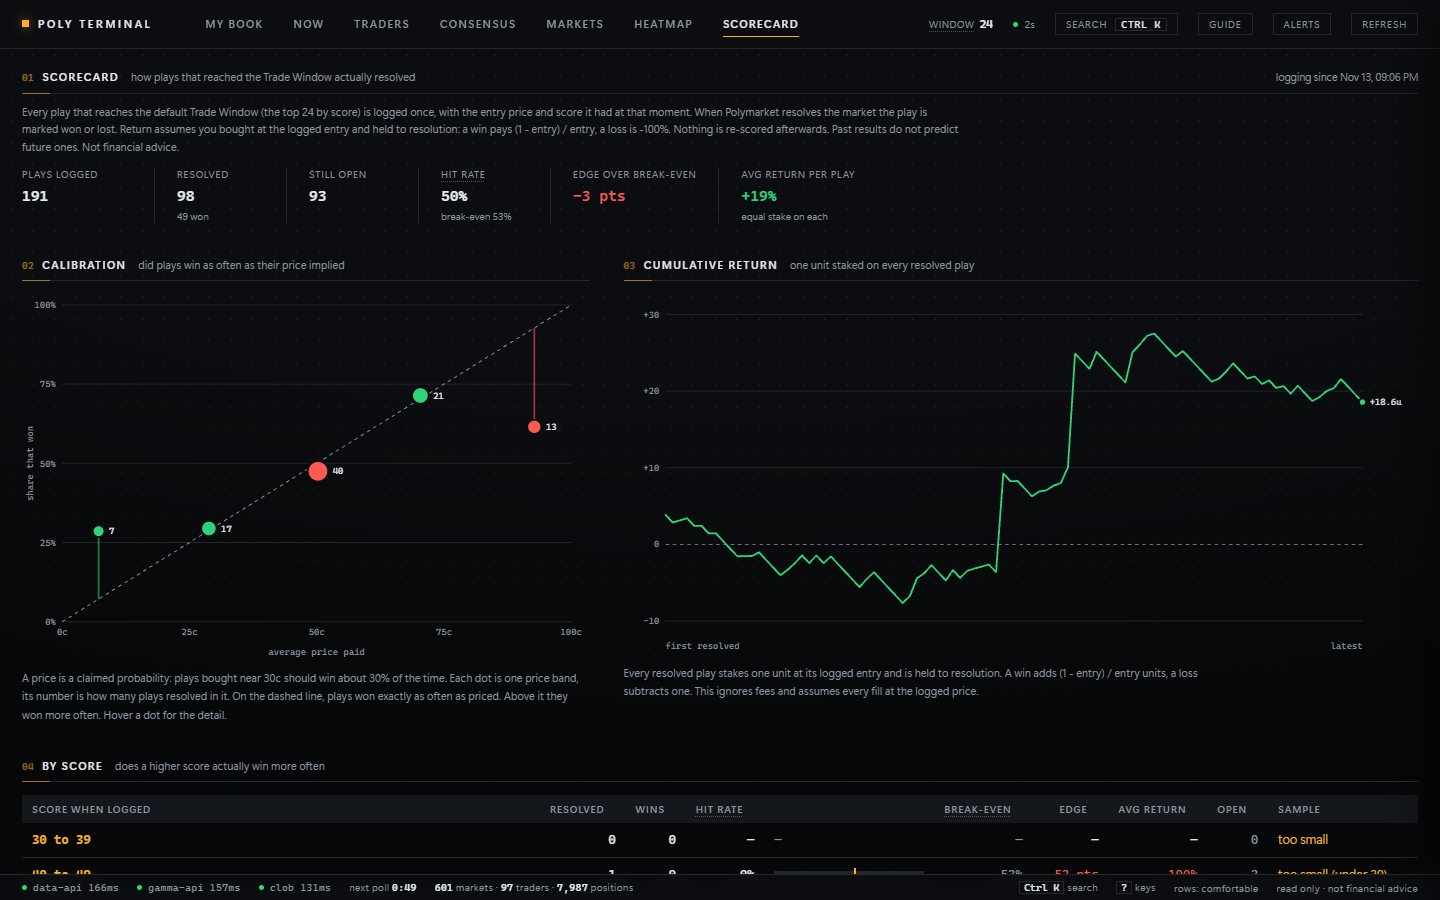 POLY TERMINAL
MY BOOK NOW TRADERS CONSENSUS MARKETS HEATMAP SCORECARD
WINDOW 24 2s SEARCH CTRL K GUIDE ALERTS REFRESH
01 SCORECARD how plays that reached the Trade Window actually resolved
logging since Nov 13, 09:06 PM
Every play that reaches the default Trade Window (the top 24 by score) is logged once, with the entry price and score it had at that moment. When Polymarket resolves the market the play is
marked won or lost. Return assumes you bought at the logged entry and held to resolution: a win pays (1 - entry) / entry, a loss is -100%. Nothing is re-scored afterwards. Past results do not predict
future ones. Not financial advice.
PLAYS LOGGED
191
RESOLVED
98
49 won
STILL OPEN
93
HIT RATE
50%
break-even 53%
EDGE OVER BREAK-EVEN
−3 pts
AVG RETURN PER PLAY
+19%
equal stake on each
02 CALIBRATION did plays win as often as their price implied
100%
75%
50%
25%
0%
share that won
7
17
40
21
13
0c 25c 50c 75c 100c
average price paid
A price is a claimed probability: plays bought near 30c should win about 30% of the time. Each dot is one price band,
its number is how many plays resolved in it. On the dashed line, plays won exactly as often as priced. Above it they
won more often. Hover a dot for the detail.
03 CUMULATIVE RETURN one unit staked on every resolved play
+30
+20
+10
0
−10
+18.6u
first resolved latest
Every resolved play stakes one unit at its logged entry and is held to resolution. A win adds (1 - entry) / entry units, a loss
subtracts one. This ignores fees and assumes every fill at the logged price.
04 BY SCORE does a higher score actually win more often
SCORE WHEN LOGGED RESOLVED WINS HIT RATE BREAK-EVEN EDGE AVG RETURN OPEN SAMPLE
30 to 39 0 0 — — — — — 0 too small
data-api 166ms gamma-api 157ms clob 131ms next poll 0:49 601 markets · 97 traders · 7,987 positions
Ctrl K search ? keys rows: comfortable read only · not financial advice